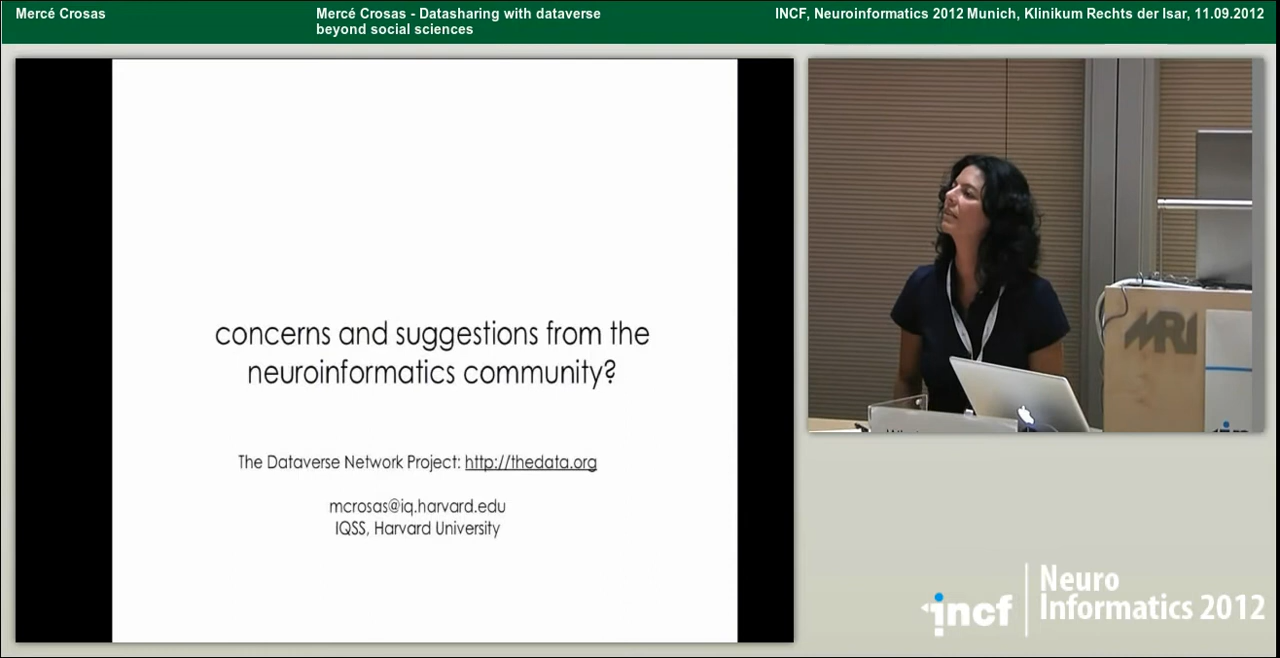 Mercé Crosas
Mercé Crosas - Datasharing with dataverse
beyond social sciences
INCF, Neuroinformatics 2012 Munich, Klinikum Rechts der Isar, 11.09.2012
concerns and suggestions from the
neuroinformatics community?
The Dataverse Network Project: http://thedata.org
mcrosas@iq.harvard.edu
IQSS, Harvard University
MRI
incf
Neuro
Informatics 2012